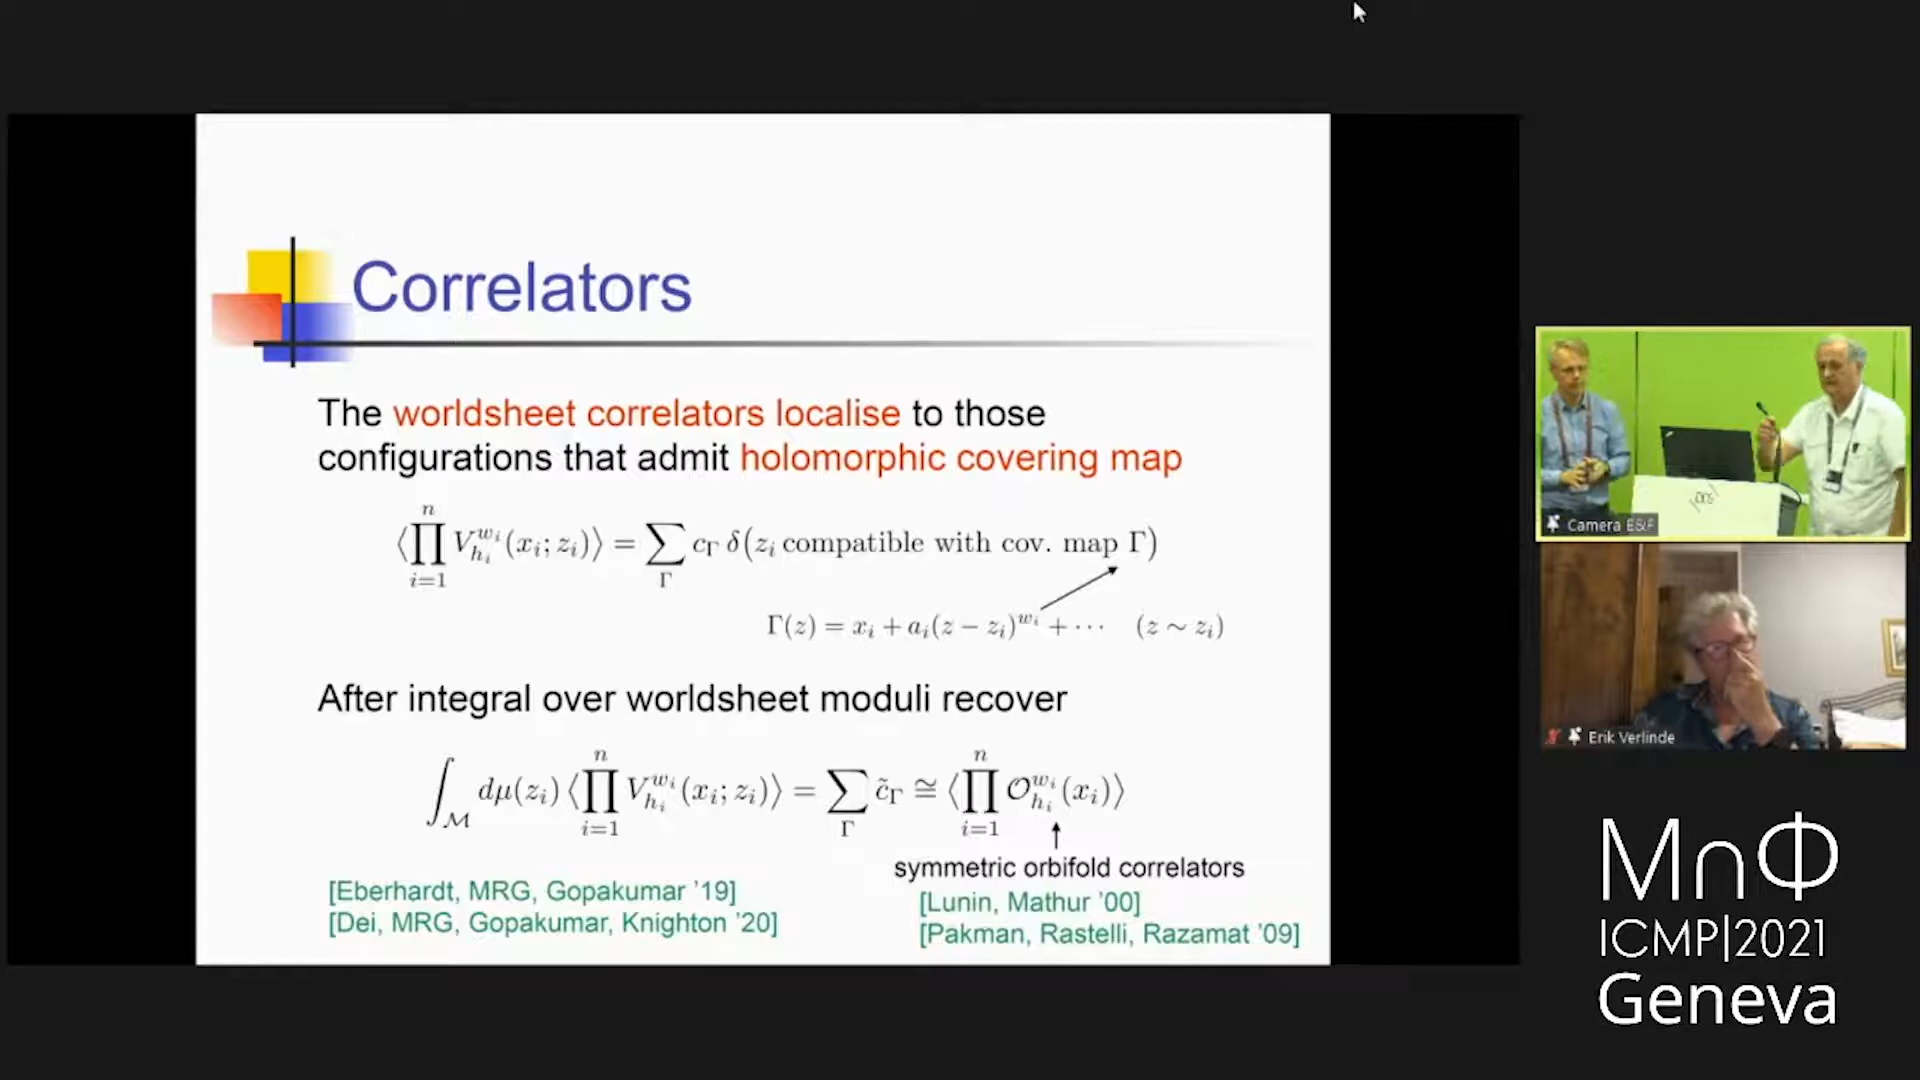 Correlators
The worldsheet correlators localise to those
configurations that admit holomorphic covering map
⟨∏_{i=1}^{n} V_{h_i}^{w_i}(x_i; z_i)⟩ = ∑_Γ c_Γ δ(z_i compatible with cov. map Γ)
Γ(z) = x_i + a_i(z − z_i)^{w_i} + ⋯ (z ∼ z_i)
After integral over worldsheet moduli recover
∫_ℳ dμ(z_i) ⟨∏_{i=1}^{n} V_{h_i}^{w_i}(x_i; z_i)⟩ = ∑_Γ c̃_Γ ≅ ⟨∏_{i=1}^{n} 𝒪_{h_i}^{w_i}(x_i)⟩
symmetric orbifold correlators
[Eberhardt, MRG, Gopakumar '19]
[Dei, MRG, Gopakumar, Knighton '20]
[Lunin, Mathur '00]
[Pakman, Rastelli, Razamat '09]
Camera E&F
Erik Verlinde
M∩Φ
ICMP|2021
Geneva